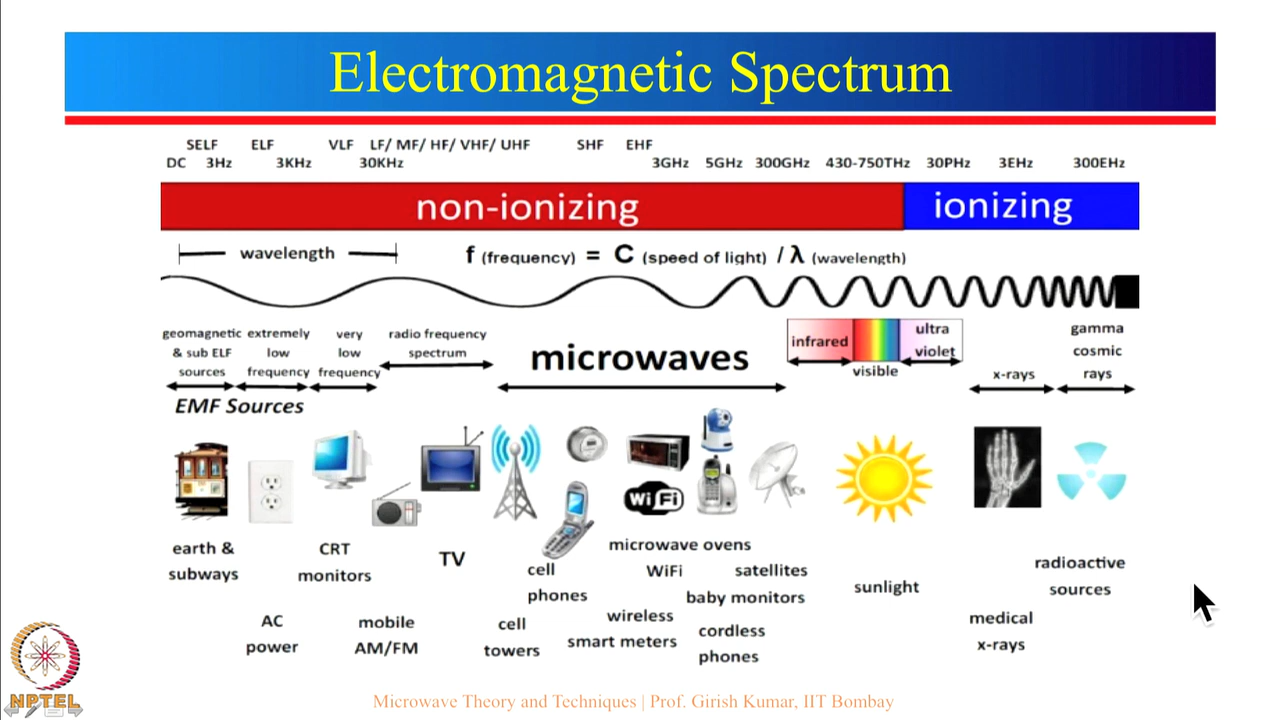 Electromagnetic Spectrum
SELF ELF VLF LF/ MF/ HF/ VHF/ UHF SHF EHF
DC 3Hz 3KHz 30KHz 3GHz 5GHz 300GHz 430-750THz 30PHz 3EHz 300EHz
non-ionizing ionizing
wavelength f (frequency) = C (speed of light) / λ (wavelength)
geomagnetic
& sub ELF
sources
extremely
low
frequency
very
low
frequency
radio frequency
spectrum
microwaves
infrared
visible
ultra
violet
x-rays
gamma
cosmic
rays
EMF Sources
WiFi
earth &
subways
AC
power
CRT
monitors
mobile
AM/FM
TV
cell
phones
cell
towers
microwave ovens
WiFi
wireless
smart meters
satellites
baby monitors
cordless
phones
sunlight
medical
x-rays
radioactive
sources
NPTEL
Microwave Theory and Techniques | Prof. Girish Kumar, IIT Bombay